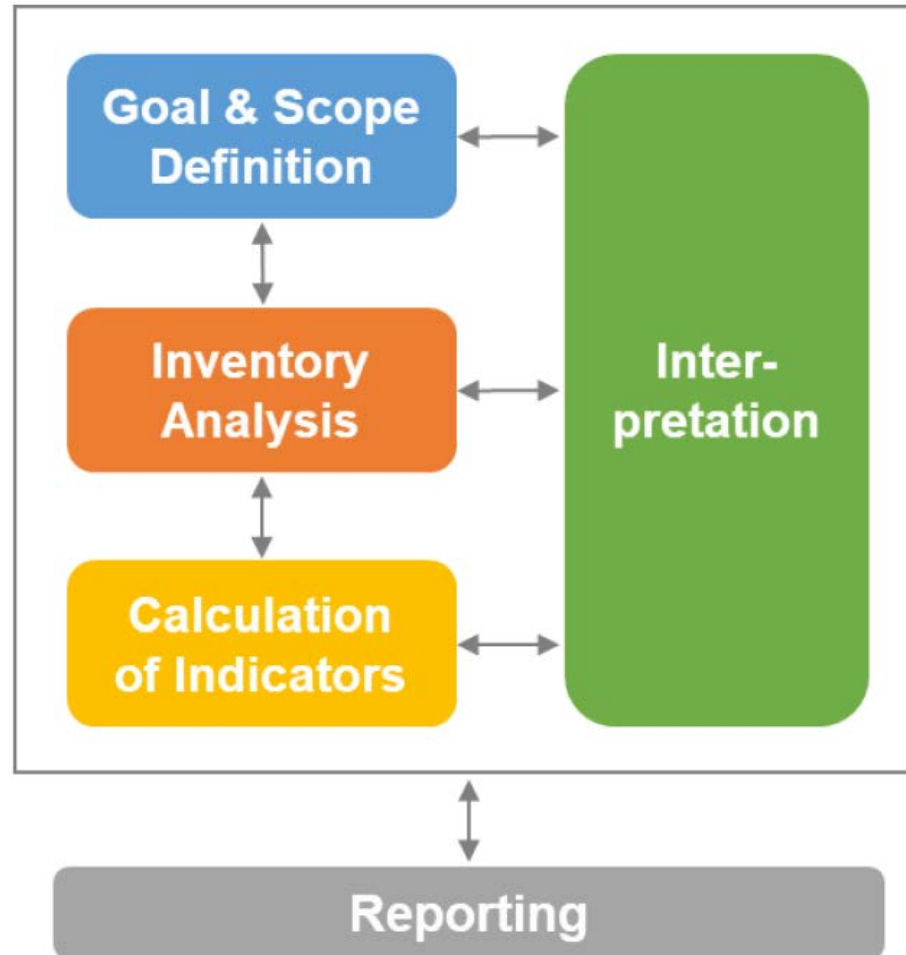 Goal & Scope
Definition
Inventory
Analysis
Calculation
of Indicators
Inter-
pretation
Reporting